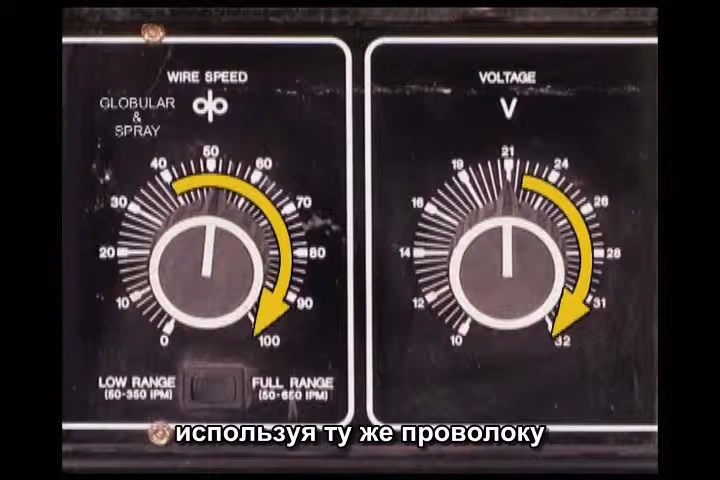 WIRE SPEED
GLOBULAR
&
SPRAY
50
40
60
30
70
20
80
10
90
0
100
LOW RANGE
(50-350 IPM)
FULL RANGE
(50-650 IPM)
VOLTAGE
V
21
19
24
16
26
14
28
12
31
10
32
используя ту же проволоку